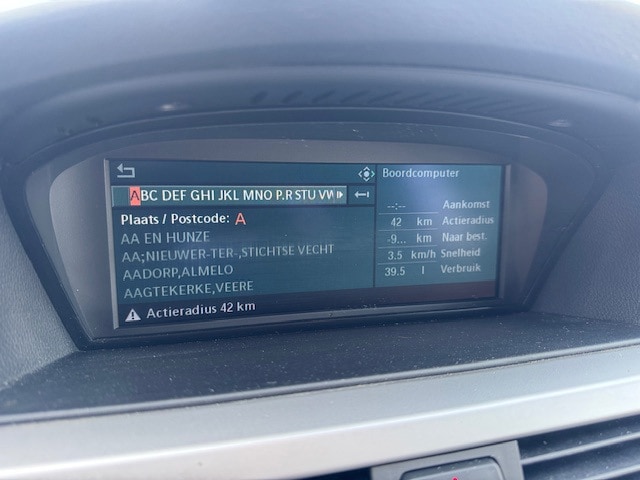 ABC DEF GHI JKL MNO P.R STU VW
Plaats / Postcode: A
AA EN HUNZE
AA;NIEUWER-TER-,STICHTSE VECHT
AADORP,ALMELO
AAGTEKERKE,VEERE
Actieradius 42 km
Boordcomputer
--:-- Aankomst
42 km Actieradius
-9... km Naar best.
3.5 km/h Snelheid
39.5 l Verbruik